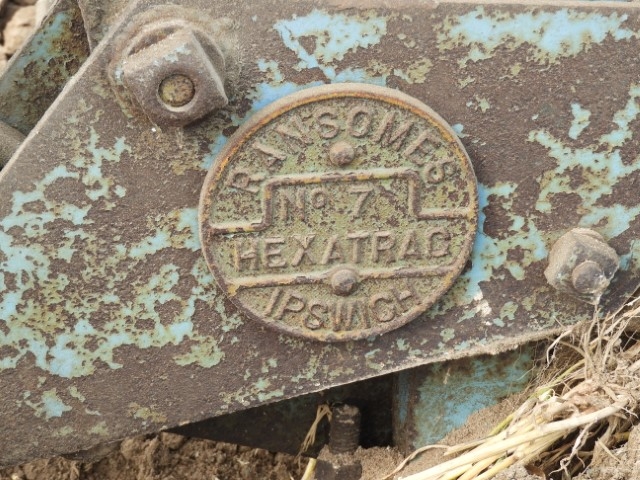 RANSOMES
No 7
HEXATRAC
IPSWICH